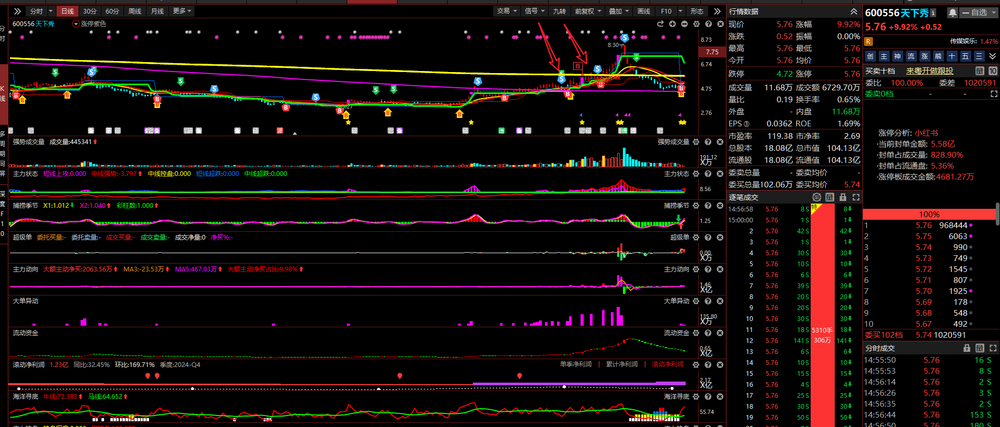 分时 日线 30分 60分 周线 月线 更多
交易 信号 九转 前复权 叠加 画线 F10 形态
600556 天下秀 涨停紫色
分时
K线
多周期同屏
深度F10
8.73
7.75
6.74
4.75
2.76
8.30
强势成交量 成交量:445341 强势成交量
191.12
X万
主力状态 短线上攻:0.000 中线强势:-3.797 中线控盘:0.000 短线超跌:0.000 中线超跌:0.000 主力状态
8.56
捕捞季节 X1:1.012 X2:1.040 彩柱数:1.000 捕捞季节
1.25
超级单 委托买量:- 委托卖量:- 成交买量:- 成交卖量:- 成交净量:0 净买%:- 超级单
0.00
X万
主力动向 大额主动净买:2063.56万 MA3:-23.53万 MA5:467.03万 大额主动净买占比:9.98% 主力动向
1.46
X亿
大单异动 大单异动
135.80
X万
流动资金 流动资金
0.65
X亿
滚动净利润 1.23亿 同比:32.45% 环比:169.71% 季度:2024-Q4 单季净利润 累计净利润 滚动净利润
2.17
X亿
海洋寻底 牛线:72.383 马线:64.652 海洋寻底
55.74
行情数据
现价 5.76 涨幅 9.92%
涨跌 0.52 振幅 0.00%
最高 5.76 最低 5.76
今开 5.76 均价 5.76
跌停 4.72 涨停 5.76
成交量 11.68万 成交额 6729.70万
量比 0.19 换手率 0.65%
外盘 - 内盘 11.68万
EPS③ 0.0362 ROE 1.69%
市盈率 119.38 市净率 2.69
总股本 18.08亿 总市值 104.13亿
流通股 18.08亿 流通值 104.13亿
委卖总量 - 委卖均价 -
委买总量 102.06万 委买均价 5.74
逐笔成交 单 量
14:56:58 5.76 8 S 特 8
15:00:00 5.76 1 S 1
2 5.76 42 S 42
3 5.76 1 S 1
4 5.76 30 S 30
5 5.76 10 S 10
6 5.76 6 S 6
7 5.76 39 S 39
8 5.76 20 S 20
9 5.76 20 S 20
10 5.76 30 S 30
11 5.76 18 S 5310手 18
12 5.76 141 S 306万 141
13 5.76 6 S 6
14 5.76 10 S 10
15 5.76 15 S 15
16 5.76 4 S 4
17 5.76 25 S 25
18 5.76 30 S 30
19 5.76 50 S 50
600556 天下秀 自选
5.76 +9.92% +0.52
R 传媒娱乐: 1.47%
创 主 神 流 涨 熊 十 五 三
买卖十档 来粤开做跟投 量 10
委比 100.00% 委差 1020591
委卖0档 - -
涨停分析: 小红书
·当前封单金额: 5.58亿
·封单占成交量: 828.90%
·封单占流通盘: 5.36%
·涨停板成交金额:4681.27万
100%
1 5.76 968444
2 5.75 6063
3 5.74 990
4 5.73 749
5 5.72 1545
6 5.71 807
7 5.70 1925
8 5.69 178
9 5.68 548
10 5.67 492
委买102档 5.74 1020591
分时成交 量
14:55:50 5.76 16 S
14:55:53 5.76 8 S
14:56:14 5.76 2 S
14:56:26 5.76 3 S
14:56:35 5.76 2 S
14:56:44 5.76 153 S
14:56:50 5.76 180 S